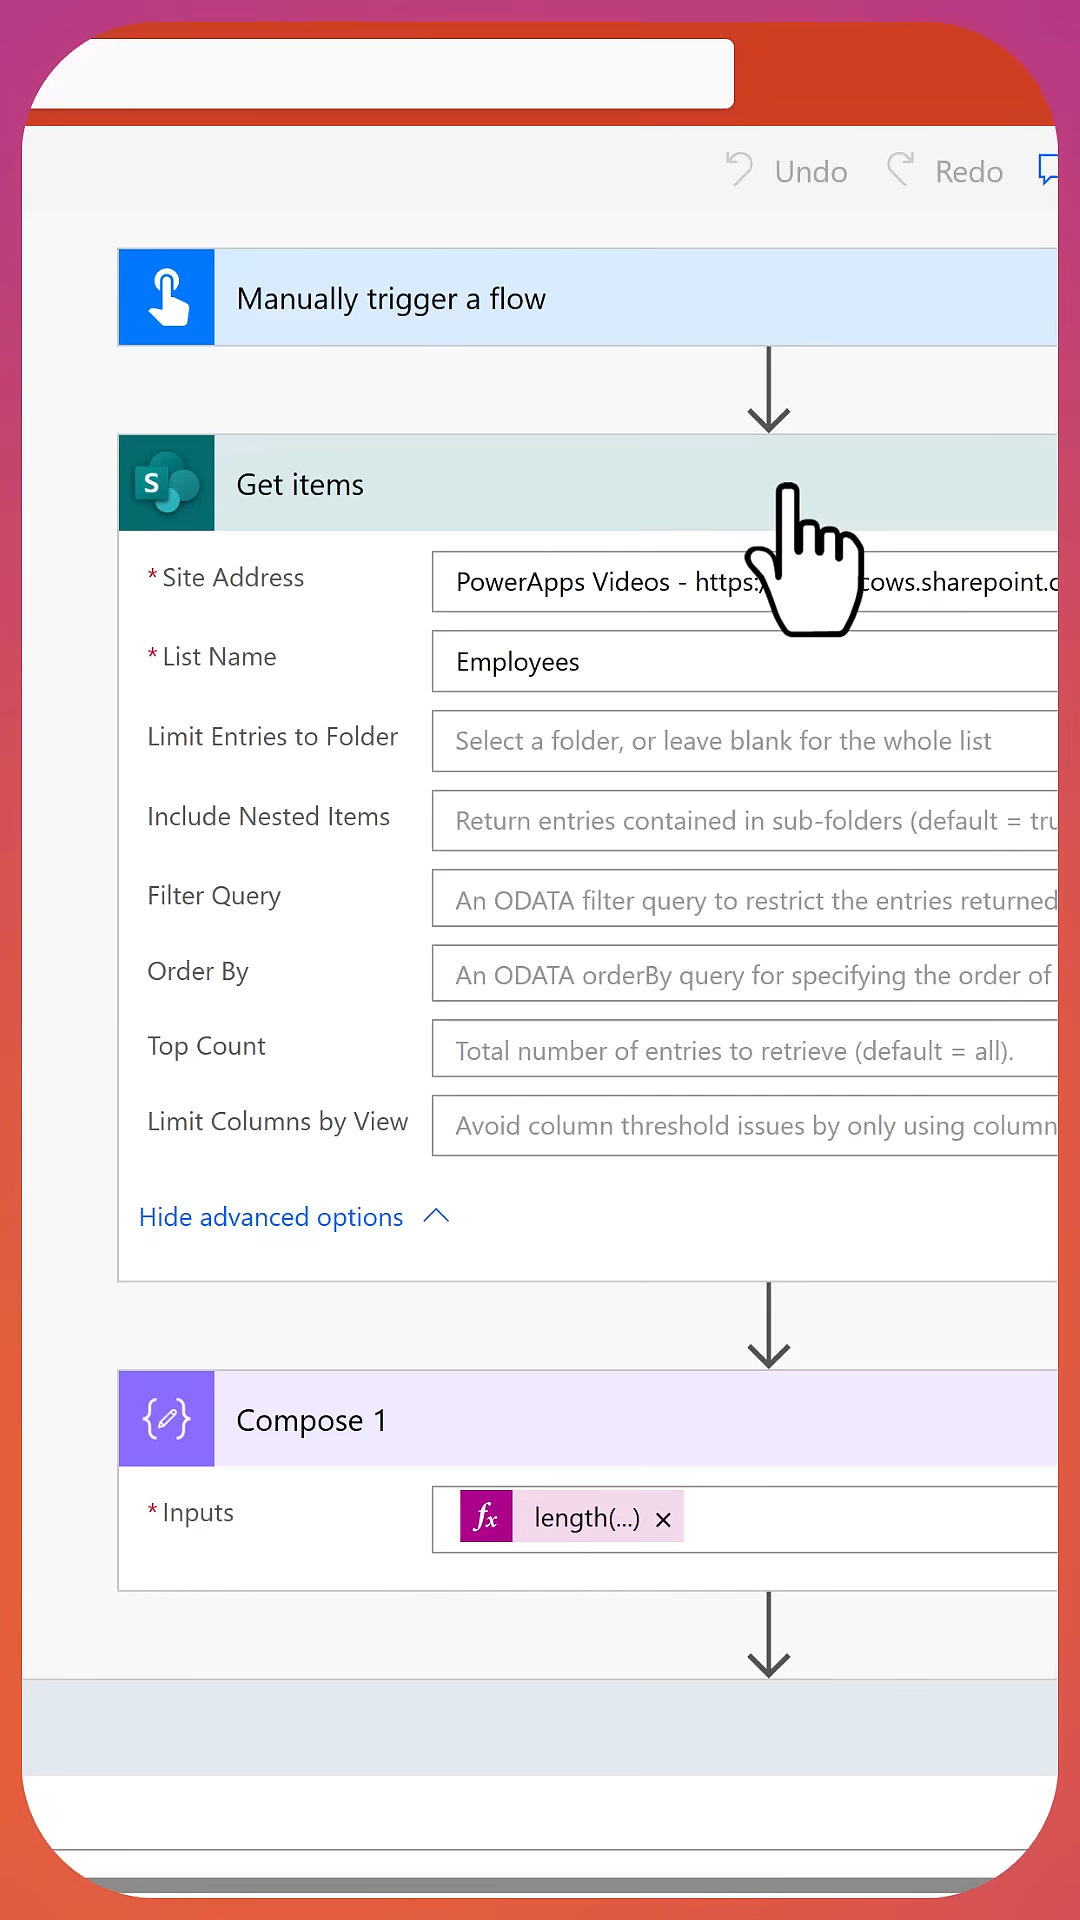 Undo Redo
Manually trigger a flow
S Get items
* Site Address PowerApps Videos - https:/ cows.sharepoint.c
* List Name Employees
Limit Entries to Folder Select a folder, or leave blank for the whole list
Include Nested Items Return entries contained in sub-folders (default = tru
Filter Query An ODATA filter query to restrict the entries returned
Order By An ODATA orderBy query for specifying the order of
Top Count Total number of entries to retrieve (default = all).
Limit Columns by View Avoid column threshold issues by only using column
Hide advanced options
Compose 1
* Inputs fx length(...) ×